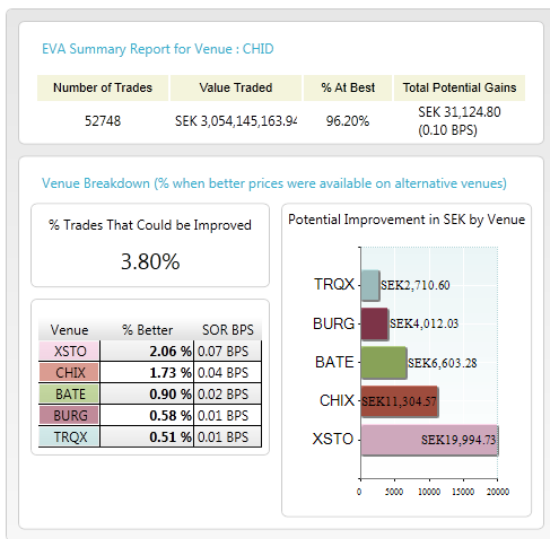 EVA Summary Report for Venue : CHID
Number of Trades Value Traded % At Best Total Potential Gains
52748 SEK 3,054,145,163.94 96.20% SEK 31,124.80
(0.10 BPS)
Venue Breakdown (% when better prices were available on alternative venues)
% Trades That Could be Improved
3.80%
Venue % Better SOR BPS
XSTO 2.06 % 0.07 BPS
CHIX 1.73 % 0.04 BPS
BATE 0.90 % 0.02 BPS
BURG 0.58 % 0.01 BPS
TRQX 0.51 % 0.01 BPS
Potential Improvement in SEK by Venue
TRQX SEK2,710.60
BURG SEK4,012.03
BATE SEK6,603.28
CHIX SEK11,304.57
XSTO SEK19,994.73
0 5000 10000 15000 20000